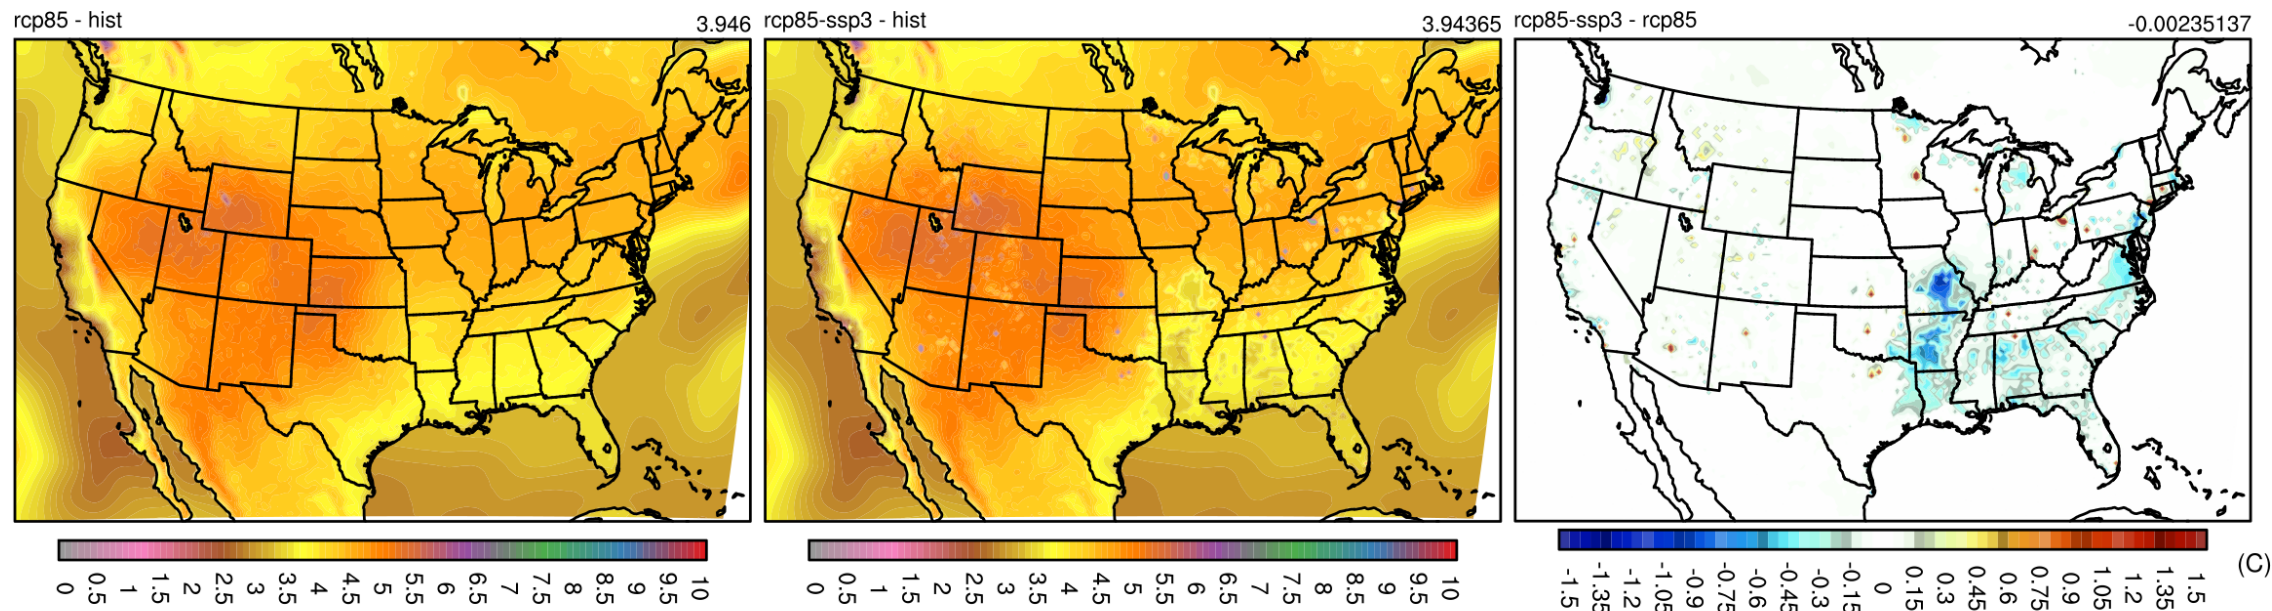 rcp85 - hist 3.946
rcp85-ssp3 - hist 3.94365
rcp85-ssp3 - rcp85 -0.00235137
0 0.5 1 1.5 2 2.5 3 3.5 4 4.5 5 5.5 6 6.5 7 7.5 8 8.5 9 9.5 10
0 0.5 1 1.5 2 2.5 3 3.5 4 4.5 5 5.5 6 6.5 7 7.5 8 8.5 9 9.5 10
-1.5 -1.35 -1.2 -1.05 -0.9 -0.75 -0.6 -0.45 -0.3 -0.15 0 0.15 0.3 0.45 0.6 0.75 0.9 1.05 1.2 1.35 1.5
(C)